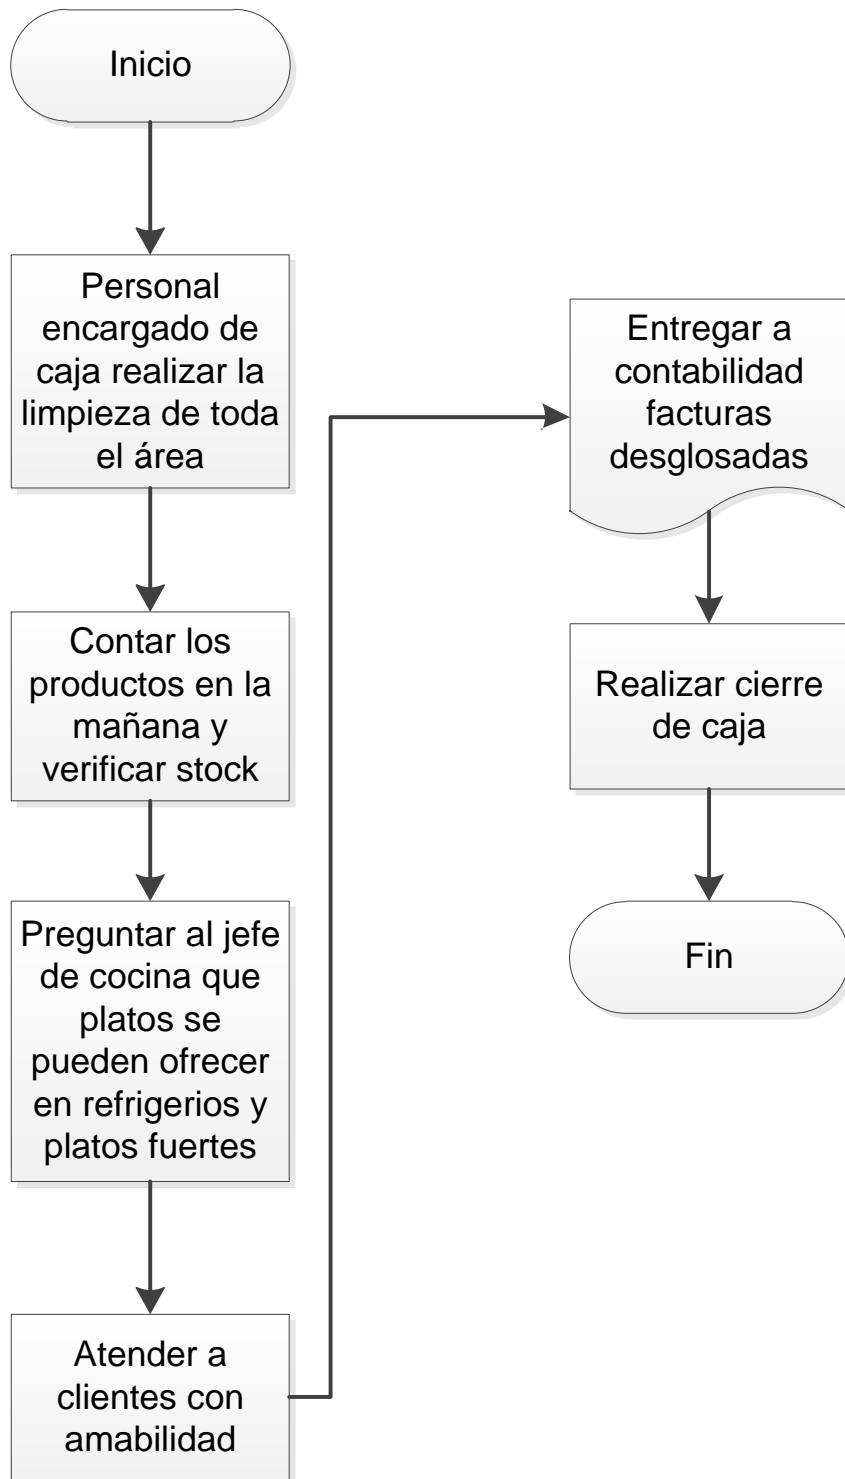 Inicio
Personal
encargado de
caja realizar la
limpieza de toda
el área
Contar los
productos en la
mañana y
verificar stock
Preguntar al jefe
de cocina que
platos se
pueden ofrecer
en refrigerios y
platos fuertes
Atender a
clientes con
amabilidad
Entregar a
contabilidad
facturas
desglosadas
Realizar cierre
de caja
Fin